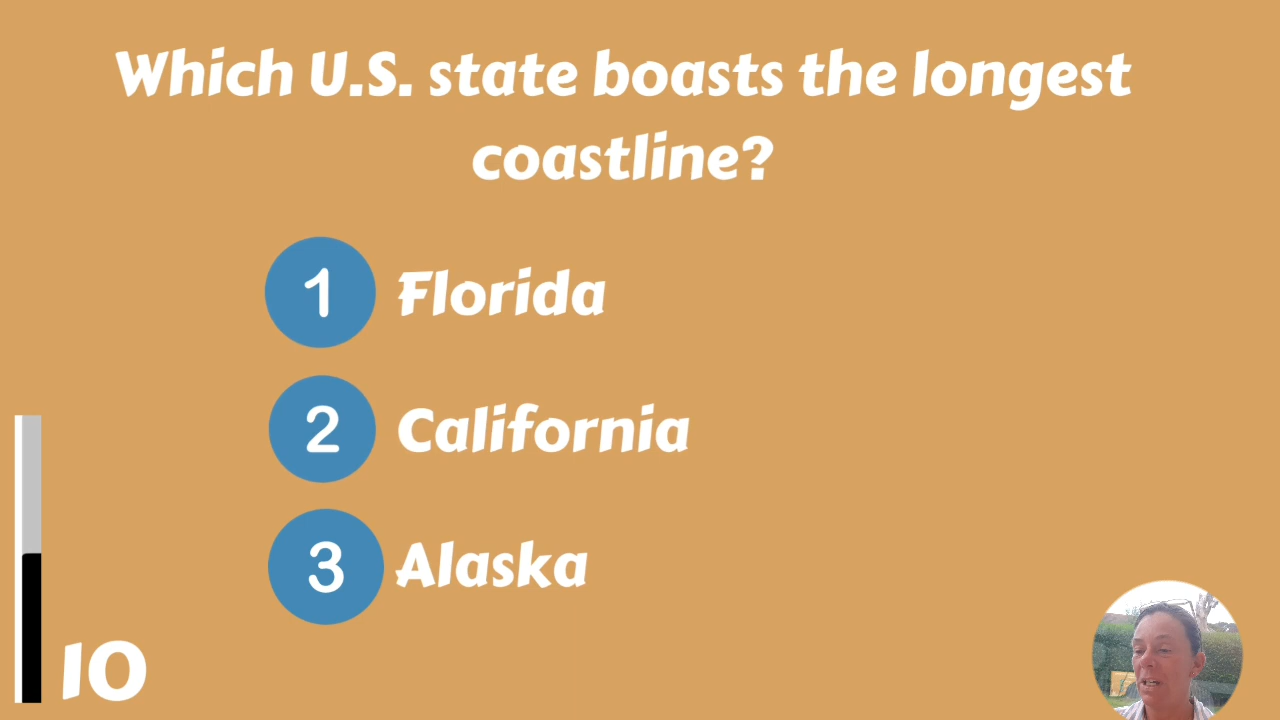 Which U.S. state boasts the longest
coastline?
1 Florida
2 California
3 Alaska
10